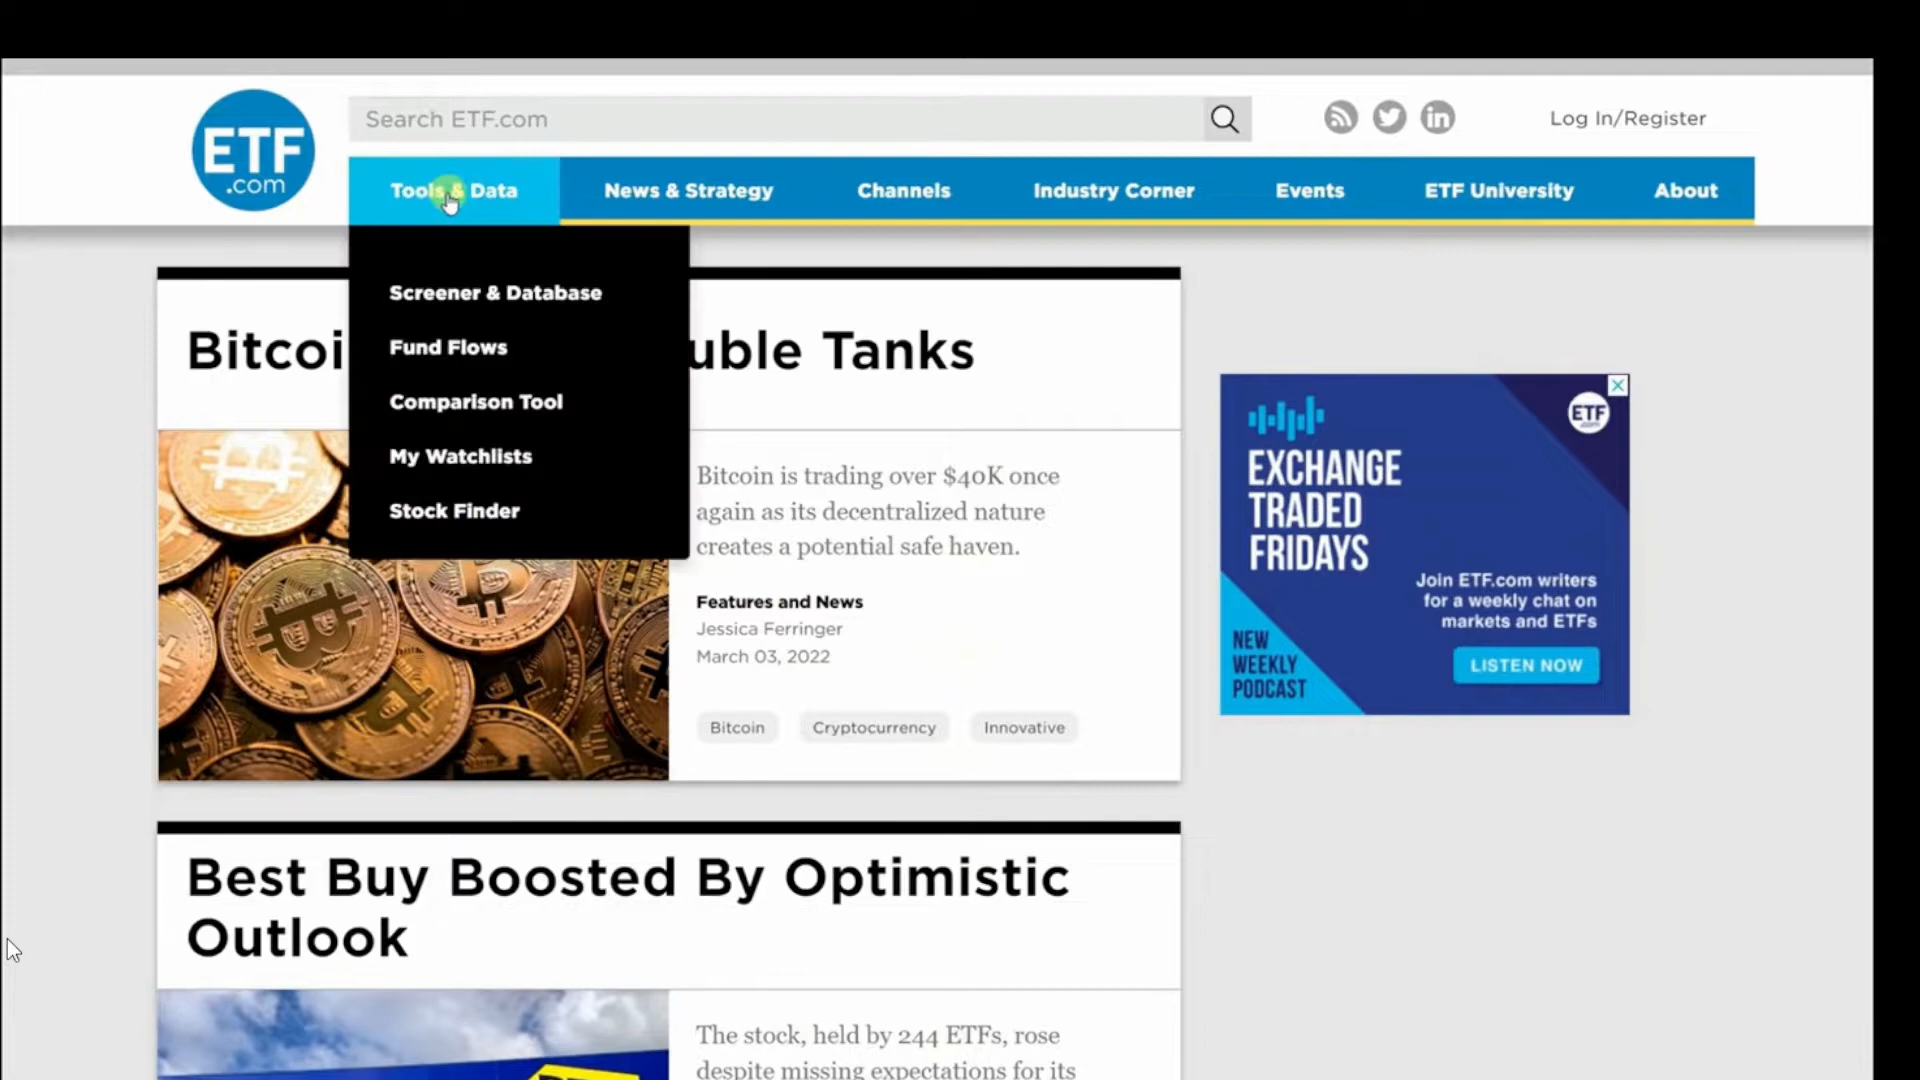 ETF
.com
Search ETF.com
Log In/Register
Tools & Data
News & Strategy
Channels
Industry Corner
Events
ETF University
About
Screener & Database
Fund Flows
Comparison Tool
My Watchlists
Stock Finder
Bitcoi uble Tanks
Bitcoin is trading over $40K once
again as its decentralized nature
creates a potential safe haven.
Features and News
Jessica Ferringer
March 03, 2022
Bitcoin
Cryptocurrency
Innovative
ETF
.com
EXCHANGE
TRADED
FRIDAYS
Join ETF.com writers
for a weekly chat on
markets and ETFs
NEW
WEEKLY
PODCAST
LISTEN NOW
Best Buy Boosted By Optimistic
Outlook
The stock, held by 244 ETFs, rose
despite missing expectations for its